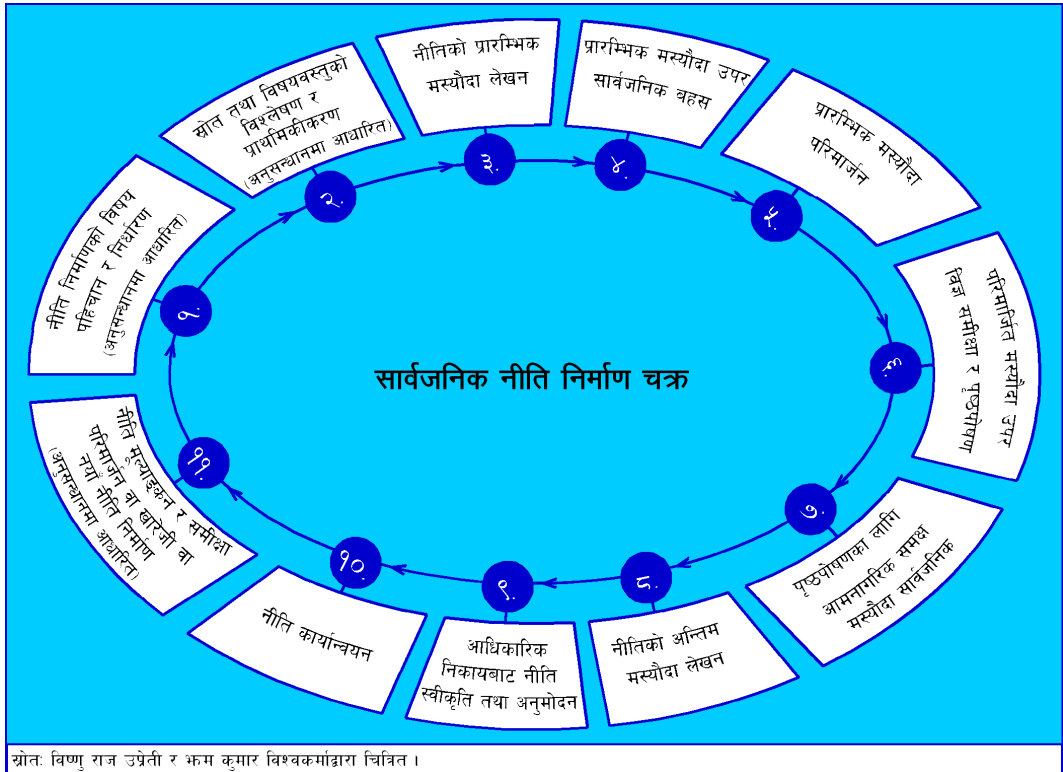 नीति निर्माणको विषय
पहिचान र निर्धारण
(अनुसन्धानमा आधारित)
१.
स्रोत तथा विषयवस्तुको
विश्लेषण र
प्राथमिकीकरण
(अनुसन्धानमा आधारित)
२.
नीतिको प्रारम्भिक
मस्यौदा लेखन
३.
प्रारम्भिक मस्यौदा उपर
सार्वजनिक बहस
४.
प्रारम्भिक मस्यौदा
परिमार्जन
५.
परिमार्जित मस्यौदा उपर
विज्ञ समीक्षा र पृष्ठपोषण
६.
पृष्ठपोषणका लागि
आमनागरिक समक्ष
मस्यौदा सार्वजनिक
७.
नीतिको अन्तिम
मस्यौदा लेखन
८.
आधिकारिक
निकायबाट नीति
स्वीकृति तथा अनुमोदन
९.
नीति कार्यान्वयन
१०.
नीति मूल्याङ्कन र समीक्षा
परिमार्जन वा खारेजी वा
नयाँ नीति निर्माण
(अनुसन्धानमा आधारित)
११.
सार्वजनिक नीति निर्माण चक्र
स्रोतः विष्णु राज उप्रेती र झम कुमार विश्वकर्माद्वारा चित्रित ।